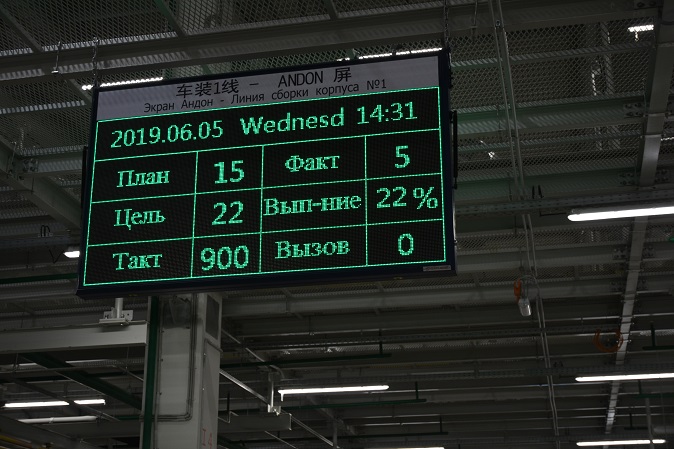 车装1线 - ANDON 屏
Экран Андон - Линия сборки корпуса №1
2019.06.05 Wednesd 14:31
План 15 Факт 5
Цель 22 Вып-ние 22 %
Такт 900 Вызов 0